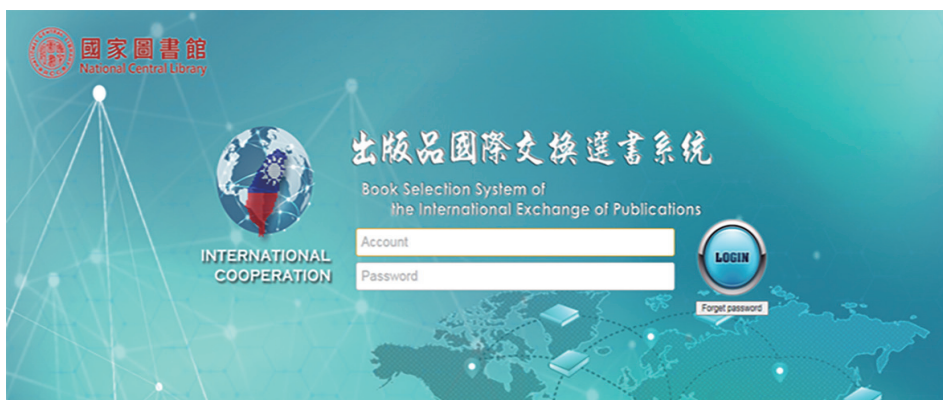 國家圖書館
National Central Library
出版品國際交換選書系統
Book Selection System of
the International Exchange of Publications
INTERNATIONAL
COOPERATION
Account
Password
LOGIN
Forget password